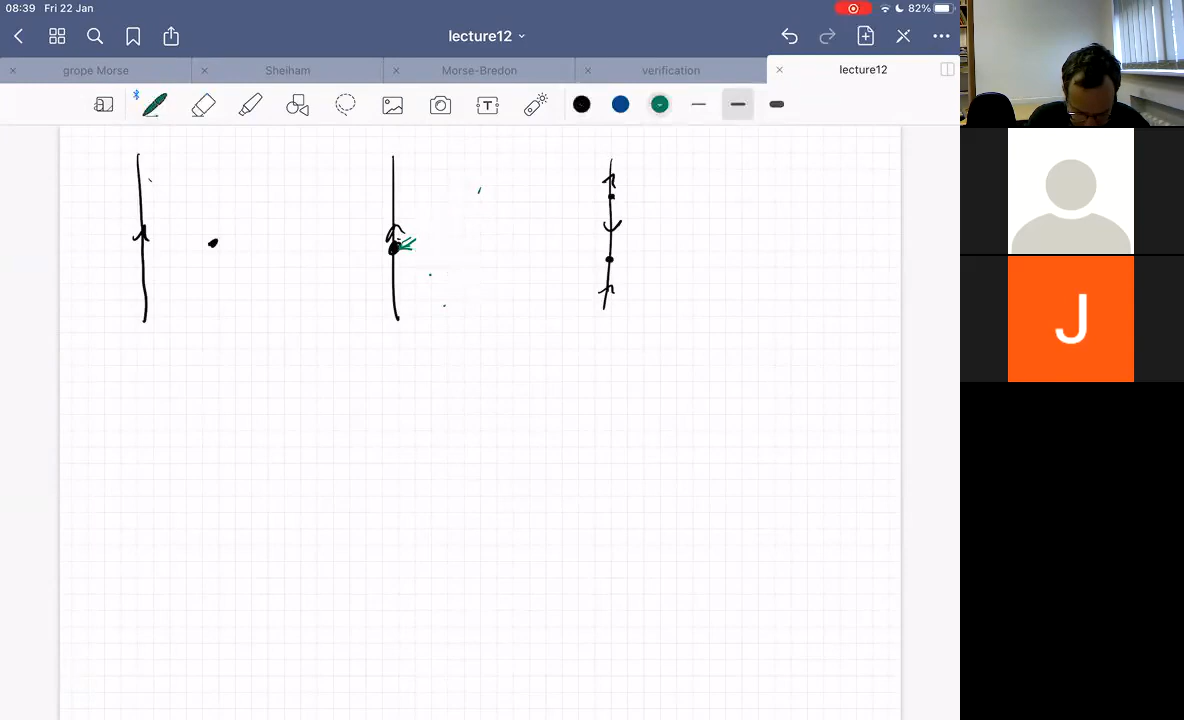 08:39 Fri 22 Jan
82%
lecture12
grope Morse
Sheiham
Morse-Bredon
verification
lecture12
T
J